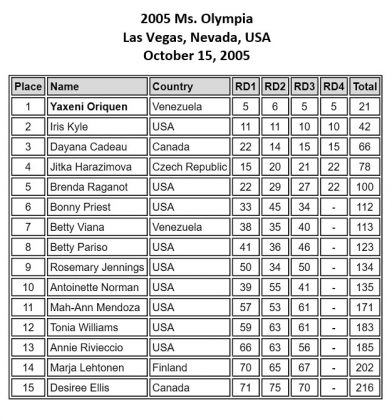 2005 Ms. Olympia
Las Vegas, Nevada, USA
October 15, 2005
Place Name Country RD1 RD2 RD3 RD4 Total
1 Yaxeni Oriquen Venezuela 5 6 5 5 21
2 Iris Kyle USA 11 11 10 10 42
3 Dayana Cadeau Canada 22 14 15 15 66
4 Jitka Harazimova Czech Republic 15 20 21 22 78
5 Brenda Raganot USA 22 29 27 22 100
6 Bonny Priest USA 33 45 34 - 112
7 Betty Viana Venezuela 38 35 40 - 113
8 Betty Pariso USA 41 36 46 - 123
9 Rosemary Jennings USA 50 34 50 - 134
10 Antoinette Norman USA 39 55 41 - 135
11 Mah-Ann Mendoza USA 57 53 61 - 171
12 Tonia Williams USA 59 63 61 - 183
13 Annie Rivieccio USA 66 63 56 - 185
14 Marja Lehtonen Finland 70 65 67 - 202
15 Desiree Ellis Canada 71 75 70 - 216